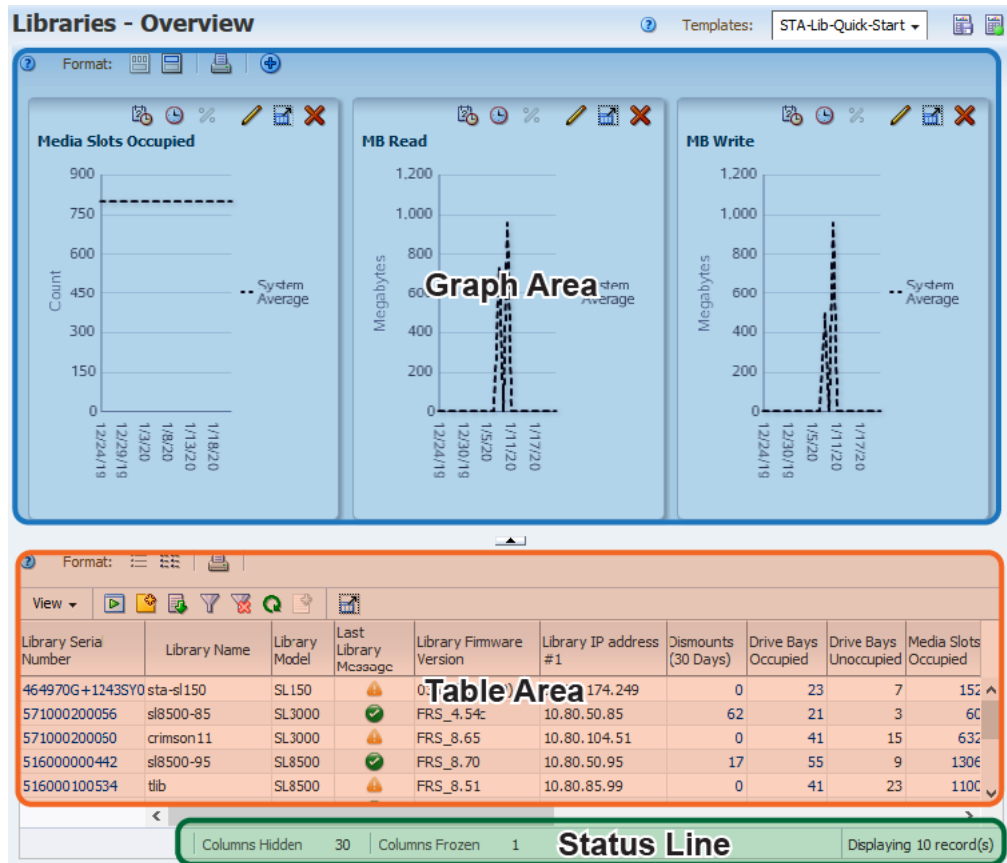 Libraries - Overview
Templates: STA-Lib-Quick-Start
Format:
Media Slots Occupied
900
750
600
450
300
150
0
Count
System
Average
12/24/19
12/29/19
1/3/20
1/8/20
1/13/20
1/18/20
MB Read
1,200
1,000
800
600
400
200
0
Megabytes
Average
12/24/19
12/30/19
1/5/20
1/11/20
1/17/20
Graph Area
MB Write
1,200
1,000
800
600
400
200
0
Megabytes
System
Average
12/24/19
12/30/19
1/5/20
1/11/20
1/17/20
Format:
View
Library Serial Number Library Name Library Model Last Library Message Library Firmware Version Library IP address #1 Dismounts (30 Days) Drive Bays Occupied Drive Bays Unoccupied Media Slots Occupied
464970G+1243SY0 sta-sl150 SL150 174.249 0 23 7 152
Table Area
571000200056 sl8500-85 SL3000 FRS_4.54c 10.80.50.85 62 21 3 60
571000200050 crimson11 SL3000 FRS_8.65 10.80.104.51 0 41 15 632
516000000442 sl8500-95 SL8500 FRS_8.70 10.80.50.95 17 55 9 1306
516000100534 tlib SL8500 FRS_8.51 10.80.85.99 0 41 23 1100
Columns Hidden 30 Columns Frozen 1 Status Line Displaying 10 record(s)